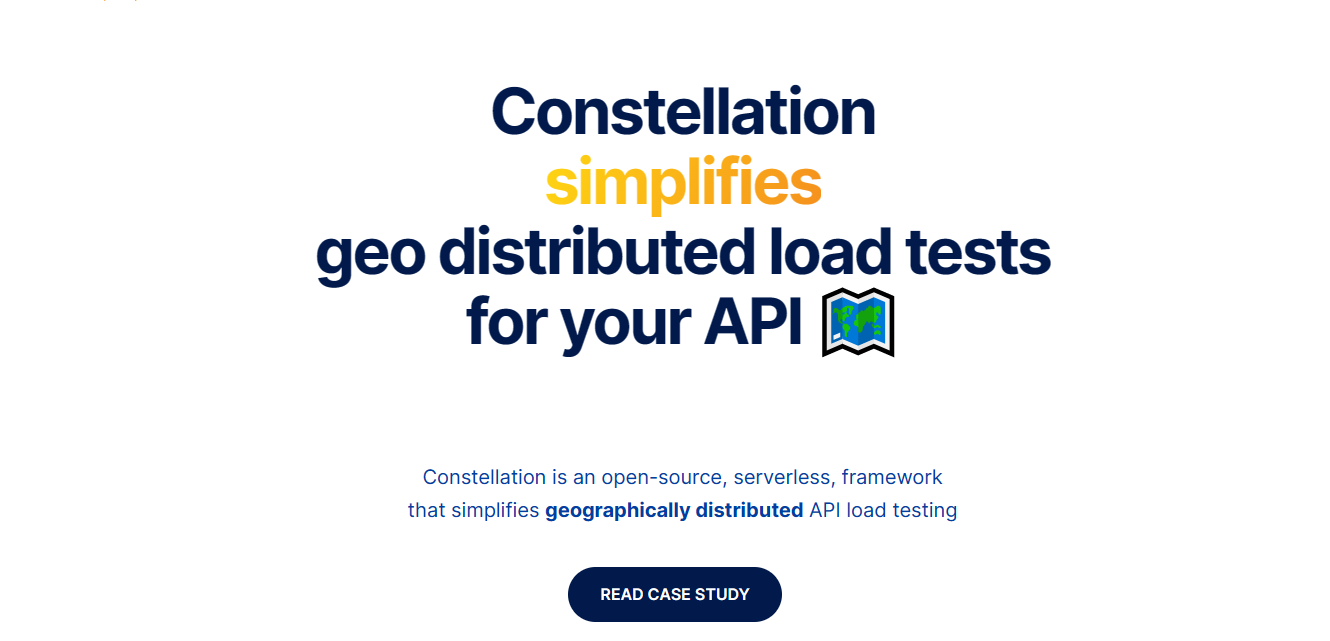 Constellation
simplifies
geo distributed load tests
for your API
Constellation is an open-source, serverless, framework
that simplifies geographically distributed API load testing
READ CASE STUDY